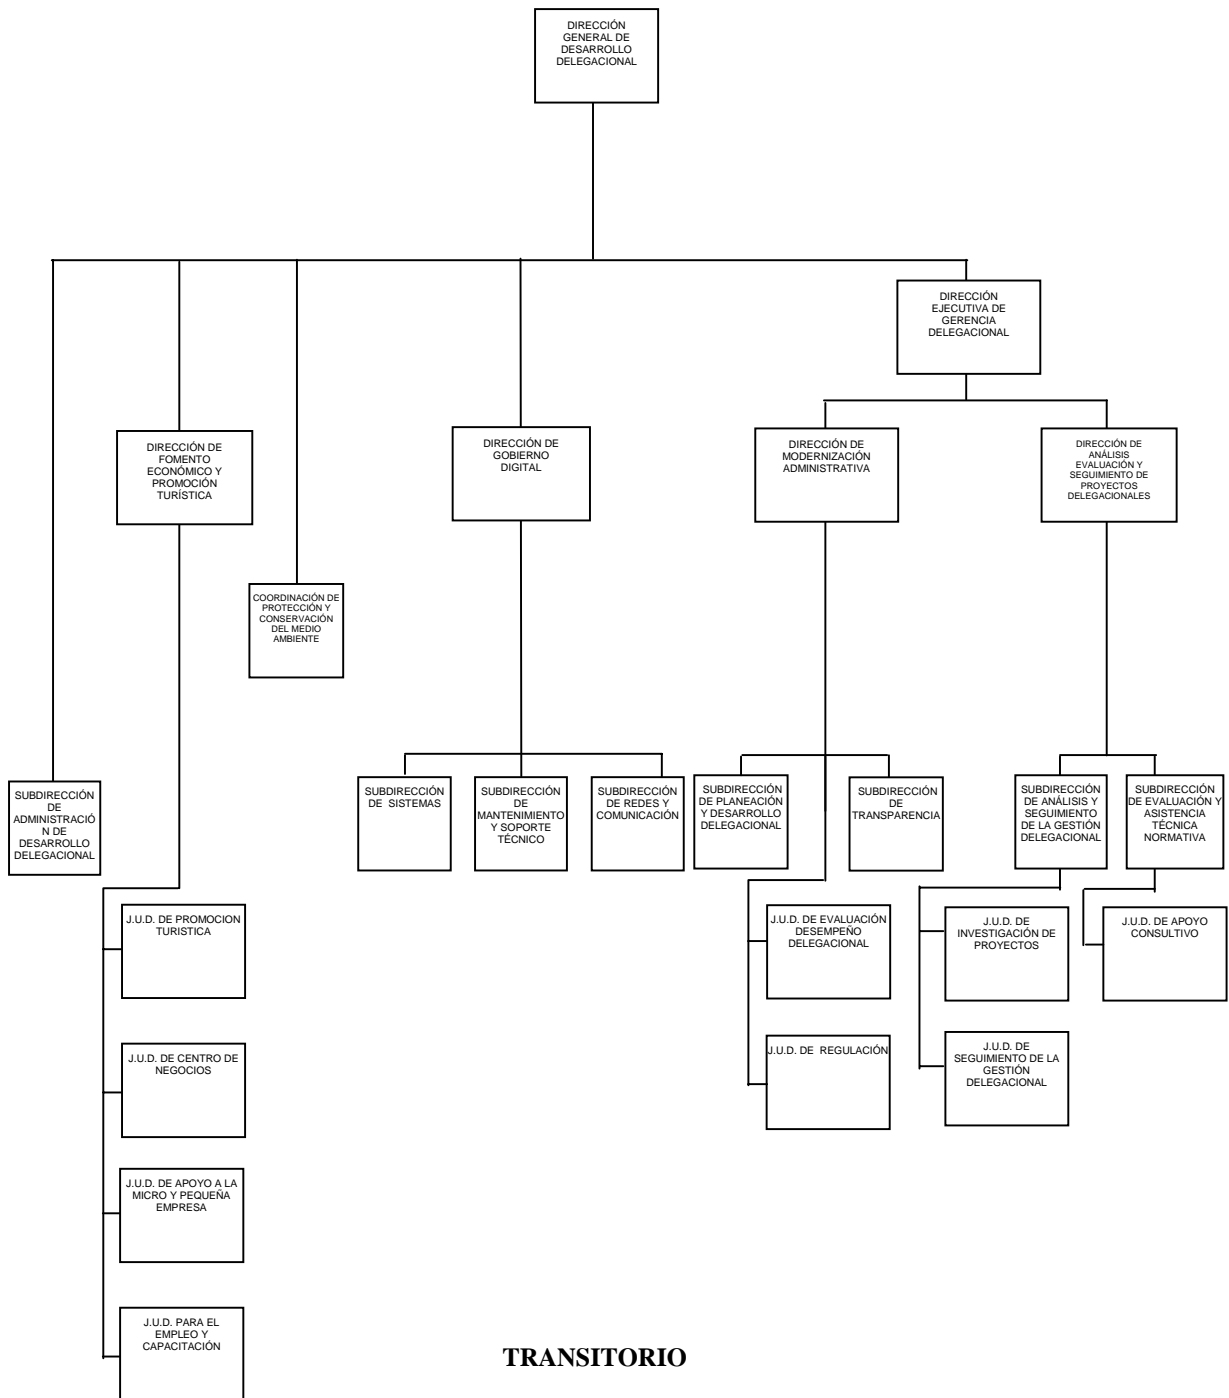 DIRECCIÓN
GENERAL DE
DESARROLLO
DELEGACIONAL
DIRECCIÓN
EJECUTIVA DE
GERENCIA
DELEGACIONAL
DIRECCIÓN DE
FOMENTO
ECONÓMICO Y
PROMOCIÓN
TURÍSTICA
DIRECCIÓN DE
GOBIERNO
DIGITAL
DIRECCIÓN DE
MODERNIZACIÓN
ADMINISTRATIVA
DIRECCIÓN DE
ANÁLISIS
EVALUACIÓN Y
SEGUIMIENTO DE
PROYECTOS
DELEGACIONALES
COORDINACIÓN DE
PROTECCIÓN Y
CONSERVACIÓN
DEL MEDIO
AMBIENTE
SUBDIRECCIÓN
DE
ADMINISTRACIÓ
N DE
DESARROLLO
DELEGACIONAL
SUBDIRECCIÓN
DE SISTEMAS
SUBDIRECCIÓN
DE
MANTENIMIENTO
Y SOPORTE
TÉCNICO
SUBDIRECCIÓN
DE REDES Y
COMUNICACIÓN
SUBDIRECCIÓN
DE PLANEACIÓN
Y DESARROLLO
DELEGACIONAL
SUBDIRECCIÓN
DE
TRANSPARENCIA
SUBDIRECCIÓN
DE ANÁLISIS Y
SEGUIMIENTO
DE LA GESTIÓN
DELEGACIONAL
SUBDIRECCIÓN
DE EVALUACIÓN Y
ASISTENCIA
TÉCNICA
NORMATIVA
J.U.D. DE PROMOCION
TURISTICA
J.U.D. DE EVALUACIÓN
DESEMPEÑO
DELEGACIONAL
J.U.D. DE
INVESTIGACIÓN DE
PROYECTOS
J.U.D. DE APOYO
CONSULTIVO
J.U.D. DE CENTRO DE
NEGOCIOS
J.U.D. DE REGULACIÓN
J.U.D. DE
SEGUIMIENTO DE LA
GESTIÓN
DELEGACIONAL
J.U.D. DE APOYO A LA
MICRO Y PEQUEÑA
EMPRESA
J.U.D. PARA EL
EMPLEO Y
CAPACITACIÓN
TRANSITORIO